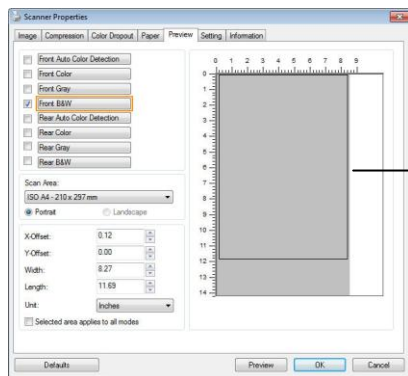 Scanner Properties
Image Compression Color Dropout Paper Preview Setting Information
Front Auto Color Detection
Front Color
Front Gray
Front B&W
Rear Auto Color Detection
Rear Color
Rear Gray
Rear B&W
Scan Area:
ISO A4 - 210 x 297 mm
Portrait Landscape
X-Offset: 0.12
Y-Offset: 0.00
Width: 8.27
Length: 11.69
Unit: Inches
Selected area applies to all modes
0 1 2 3 4 5 6 7 8 9
0
1
2
3
4
5
6
7
8
9
10
11
12
13
14
Defaults Preview OK Cancel